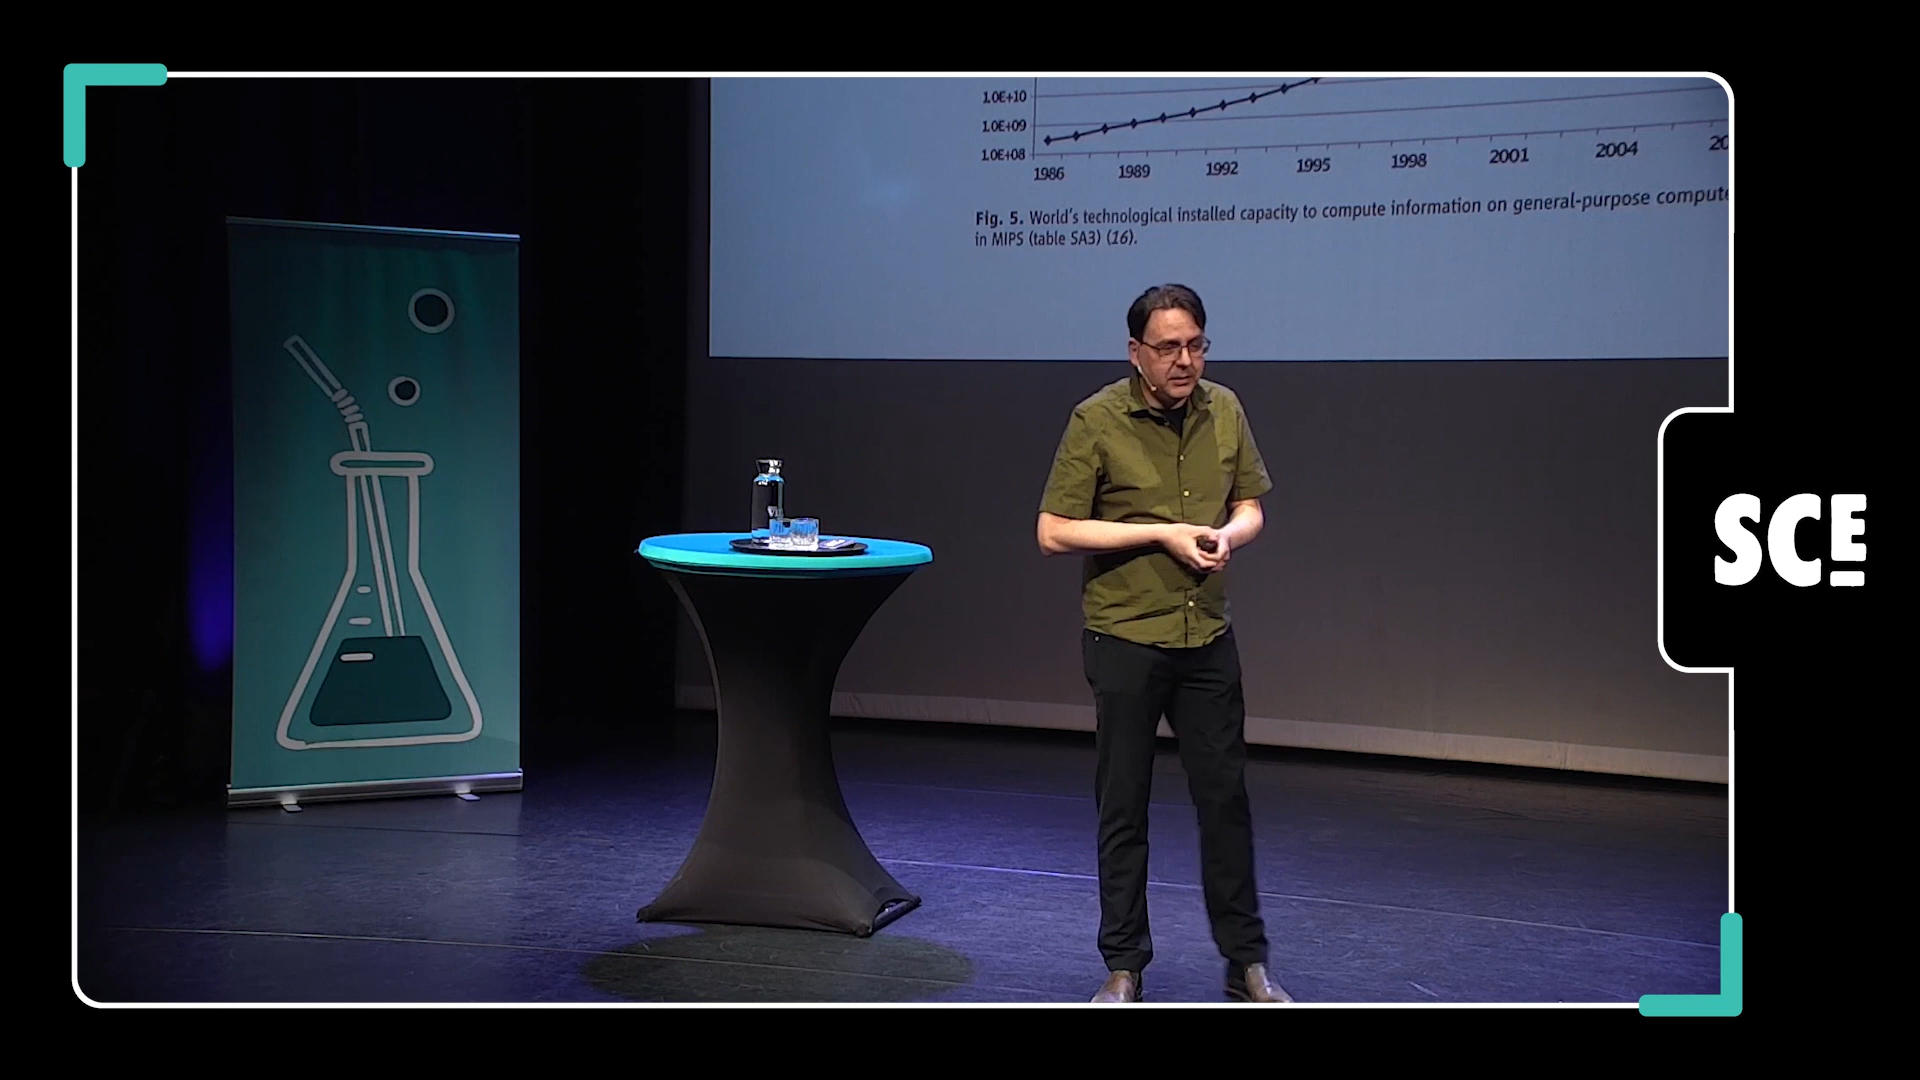 1.0E+10
1.0E+09
1.0E+08
1986 1989 1992 1995 1998 2001 2004
Fig. 5. World's technological installed capacity to compute information on general-purpose
in MIPS (table SA3) (16).
SCE